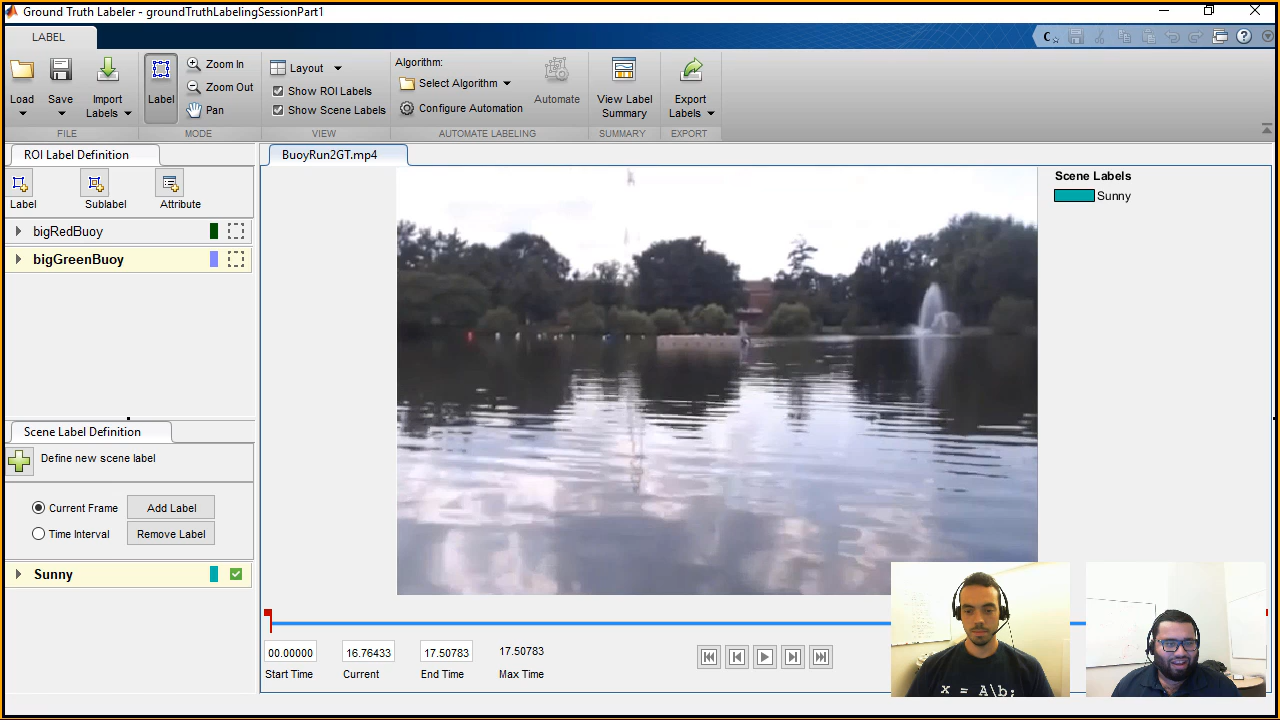 Ground Truth Labeler - groundTruthLabelingSessionPart1
LABEL
Load
Save
Import Labels
FILE
Label
Zoom In
Zoom Out
Pan
MODE
Layout
Show ROI Labels
Show Scene Labels
VIEW
Algorithm:
Select Algorithm
Configure Automation
Automate
AUTOMATE LABELING
View Label Summary
SUMMARY
Export Labels
EXPORT
ROI Label Definition
Label
Sublabel
Attribute
bigRedBuoy
bigGreenBuoy
Scene Label Definition
Define new scene label
Current Frame
Add Label
Time Interval
Remove Label
Sunny
BuoyRun2GT.mp4
Scene Labels
Sunny
00.00000
16.76433
17.50783
17.50783
Start Time
Current
End Time
Max Time
x = A\b;